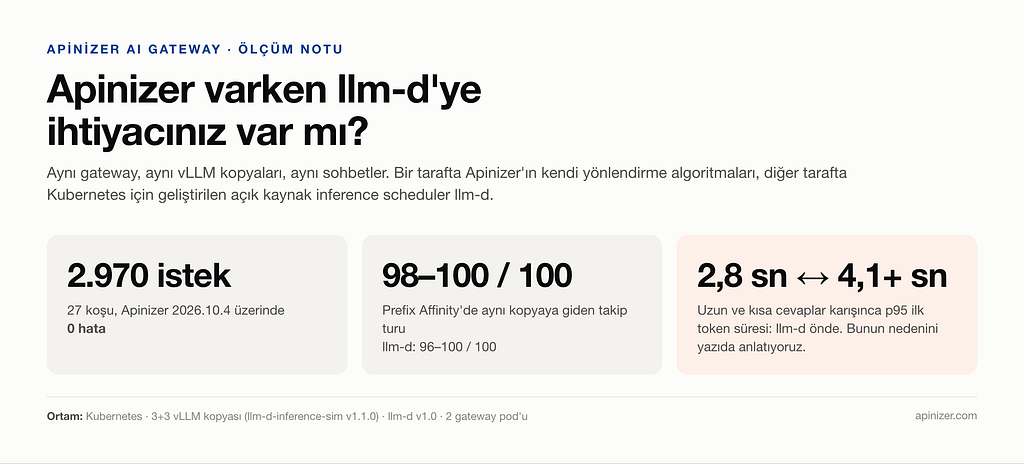 APİNİZER AI GATEWAY · ÖLÇÜM NOTU
Apinizer varken llm-d'ye
ihtiyacınız var mı?
Aynı gateway, aynı vLLM kopyaları, aynı sohbetler. Bir tarafta Apinizer'ın kendi yönlendirme algoritmaları, diğer tarafta
Kubernetes için geliştirilen açık kaynak inference scheduler llm-d.
2.970 istek
27 koşu, Apinizer 2026.10.4 üzerinde
0 hata
98–100 / 100
Prefix Affinity'de aynı kopyaya giden takip
turu
llm-d: 96–100 / 100
2,8 sn ↔ 4,1+ sn
Uzun ve kısa cevaplar karışınca p95 ilk
token süresi: llm-d önde. Bunun nedenini
yazıda anlatıyoruz.
Ortam: Kubernetes · 3+3 vLLM kopyası (llm-d-inference-sim v1.1.0) · llm-d v1.0 · 2 gateway pod'u
apinizer.com